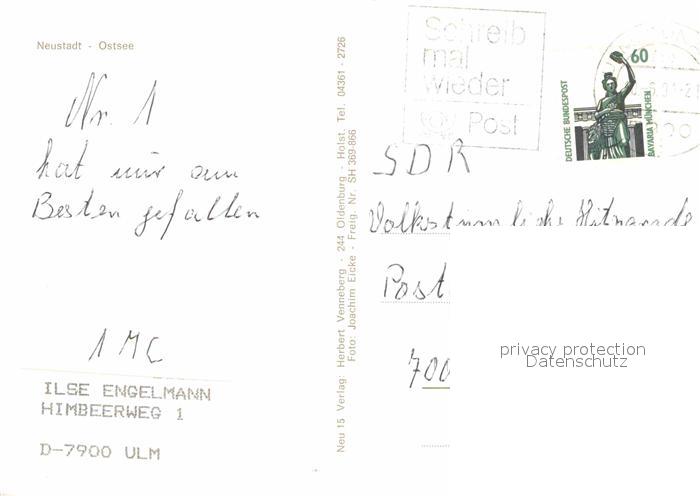 Neustadt - Ostsee
Nr. 1
hat mir am
Besten gefallen
1 MC
ILSE ENGELMANN
HIMBEERWEG 1
D-7900 ULM
Neu 15 Verlag: Herbert Venneberg - 244 Oldenburg - Holst. Tel. 04361 - 2726
Foto: Joachim Eicke - Freig. Nr. SH 369-866
Schreib
mal
wieder
Post
60
DEUTSCHE BUNDESPOST
BAVARIA MÜNCHEN
SDR
Volkstümliche Hitparade
Post
700
privacy protection
Datenschutz